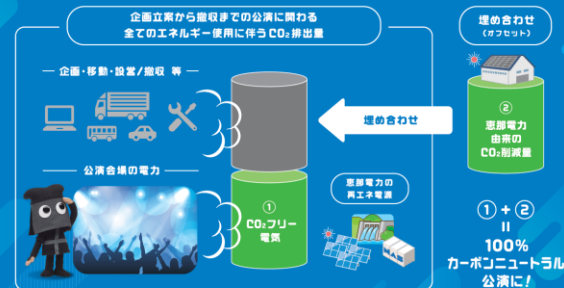 企画立案から撤収までの公演に関わる
全てのエネルギー使用に伴うCO₂排出量
埋め合わせ
(オフセット)
企画・移動・設営/撤収 等
埋め合わせ
②
恵那電力
由来の
CO₂削減量
公演会場の電力
①
CO₂フリー
電気
恵那電力の
再エネ電源
NAS
①+②
=
100%
カーボンニュートラル
公演に!